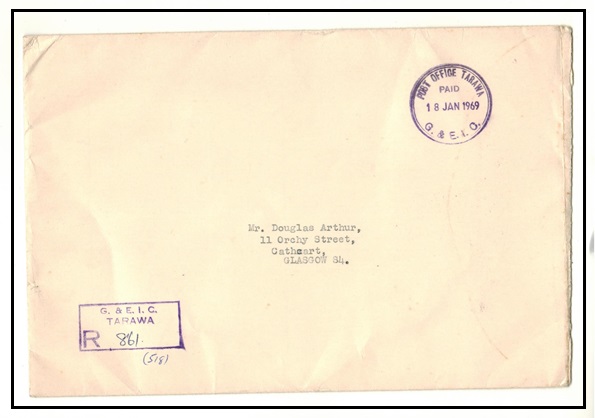 POST OFFICE TARAWA
PAID
18 JAN 1969
G. & E. I. C.
Mr. Douglas Arthur,
11 Orchy Street,
Cathcart,
GLASGOW S4.
G. & E. I. C.
TARAWA
R 861.
(518)